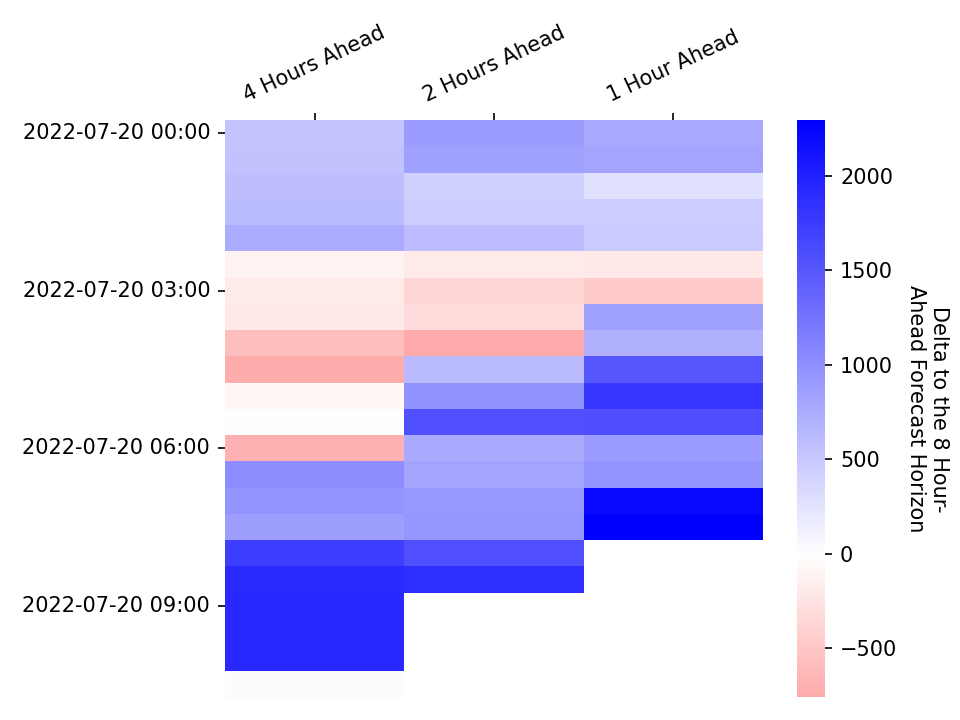 4 Hours Ahead
2 Hours Ahead
1 Hour Ahead
2022-07-20 00:00
2022-07-20 03:00
2022-07-20 06:00
2022-07-20 09:00
2000
1500
1000
500
0
−500
Delta to the 8 Hour-
Ahead Forecast Horizon